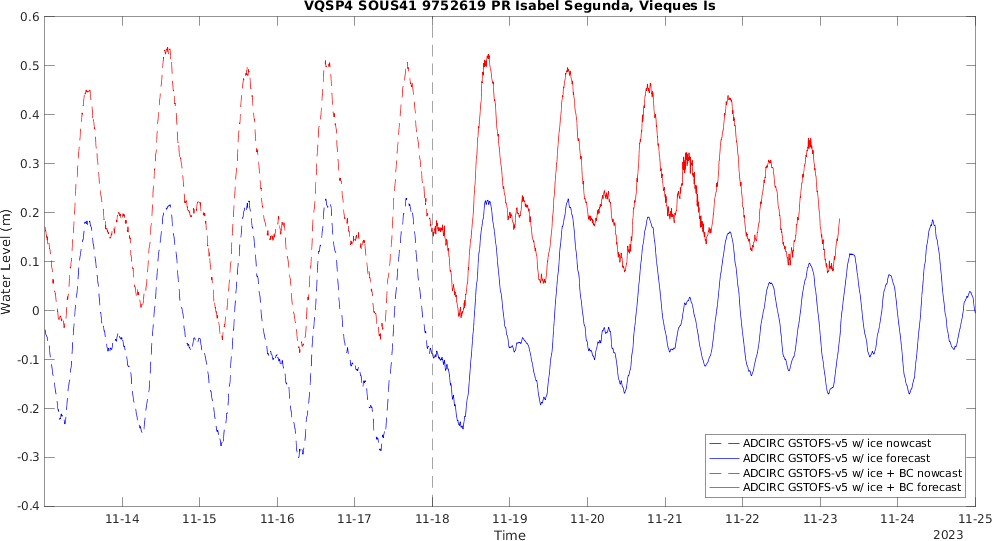 VQSP4 SOUS41 9752619 PR Isabel Segunda, Vieques Is
0.6
0.5
0.4
0.3
0.2
0.1
0
-0.1
-0.2
-0.3
-0.4
Water Level (m)
ADCIRC GSTOFS-v5 w/ ice nowcast
ADCIRC GSTOFS-v5 w/ ice forecast
ADCIRC GSTOFS-v5 w/ ice + BC nowcast
ADCIRC GSTOFS-v5 w/ ice + BC forecast
11-14 11-15 11-16 11-17 11-18 11-19 11-20 11-21 11-22 11-23 11-24 11-25
Time
2023